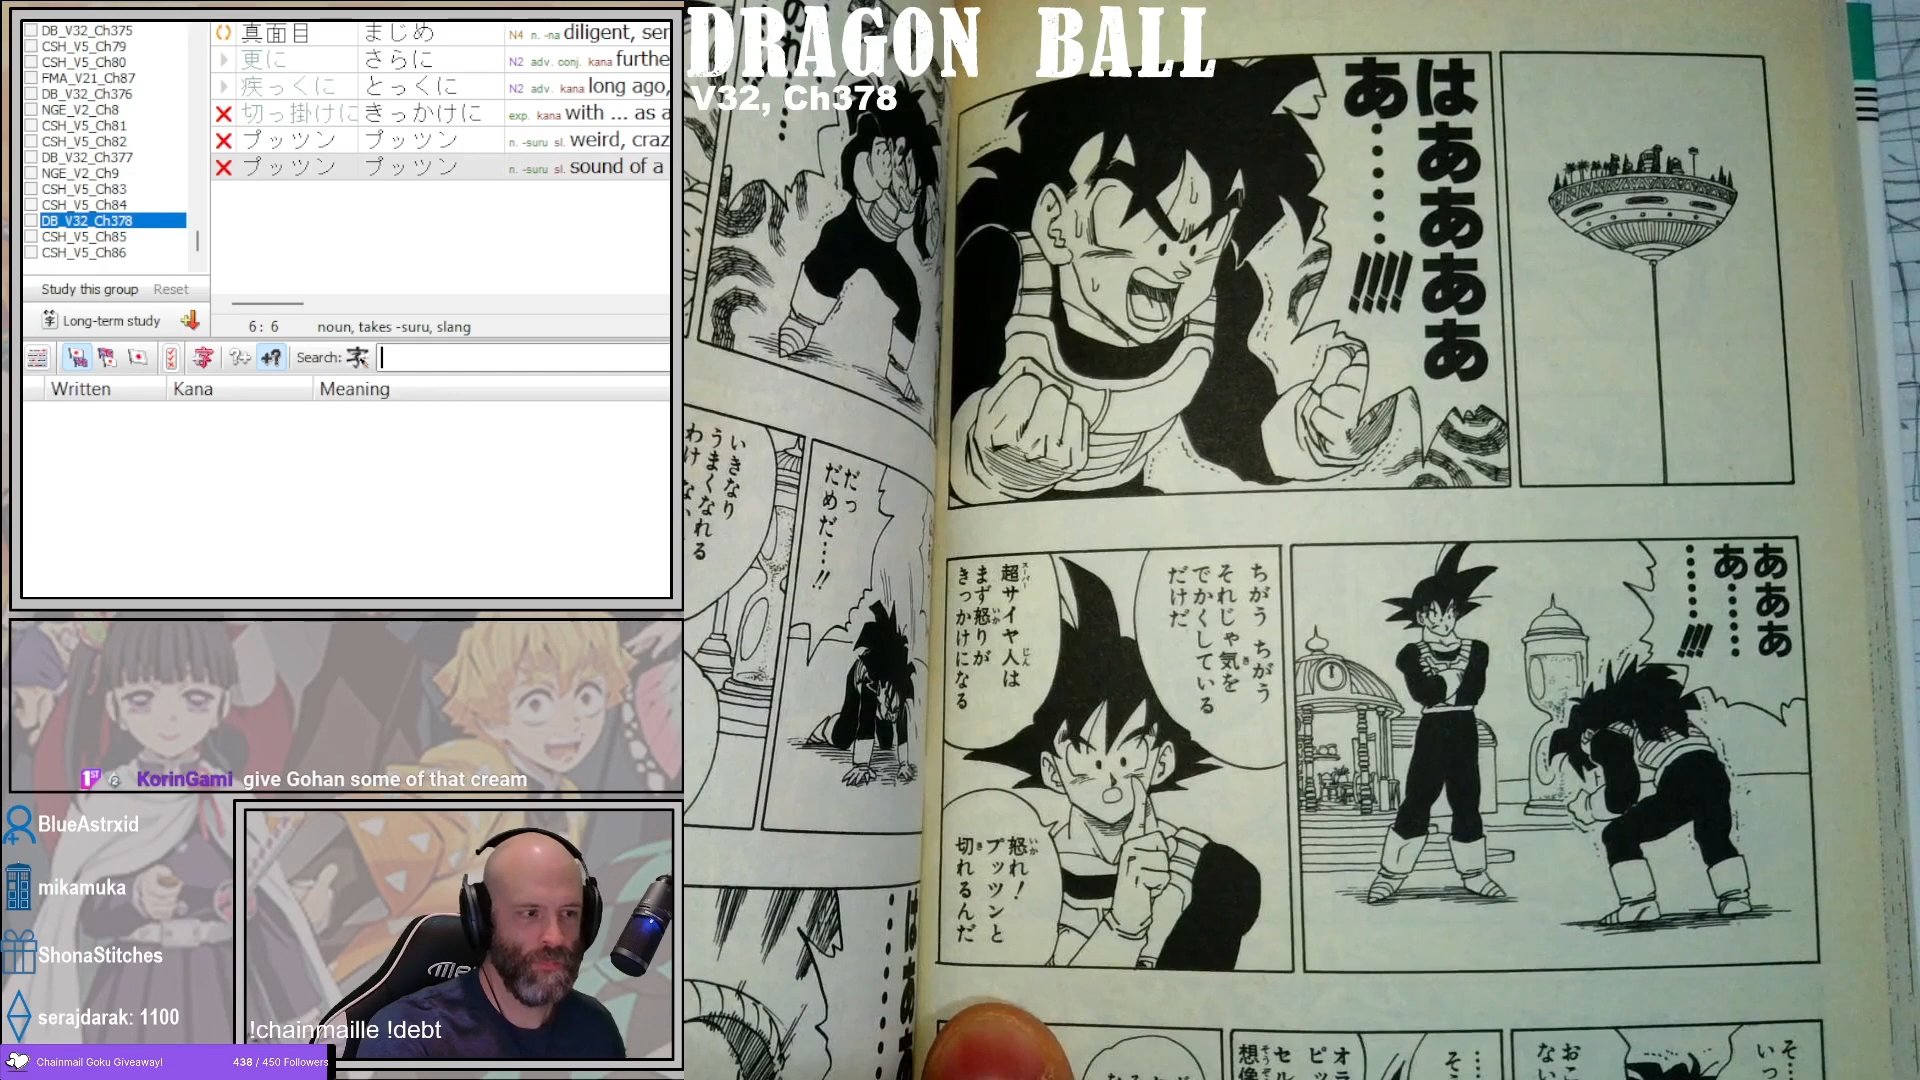 DB_V32_Ch375
CSH_V5_Ch79
CSH_V5_Ch80
FMA_V21_Ch87
DB_V32_Ch376
NGE_V2_Ch8
CSH_V5_Ch81
CSH_V5_Ch82
DB_V32_Ch377
NGE_V2_Ch9
CSH_V5_Ch83
CSH_V5_Ch84
DB_V32_Ch378
CSH_V5_Ch85
CSH_V5_Ch86
Study this group Reset
Long-term study
真面目 まじめ N4 n. -na diligent, ser
更に さらに N2 adv. conj. kana furthe
疾っくに とっくに N2 adv. kana long ago,
切っ掛けに きっかけに exp. kana with ... as a
プッツン プッツン n. -suru sl. weird, craz
プッツン プッツン n. -suru sl. sound of a
6: 6 noun, takes -suru, slang
Search:
Written Kana Meaning
KorinGami give Gohan some of that cream
BlueAstrxid
mikamuka
ShonaStitches
serajdarak: 1100
!chainmaille !debt
Chainmail Goku Giveaway! 438 / 450 Followers
DRAGON BALL
V32, Ch378
はああああ
あ……!!!!
あああ
あ……
……!!!
ちがう ちがう
それじゃ気を
でかくしている
だけだ
超サイヤ人は
まず怒りが
きっかけになる
怒れ!
プッツンと
切れるんだ
だっ
だめだ…!!
いきなり
うまくなれる
わけ